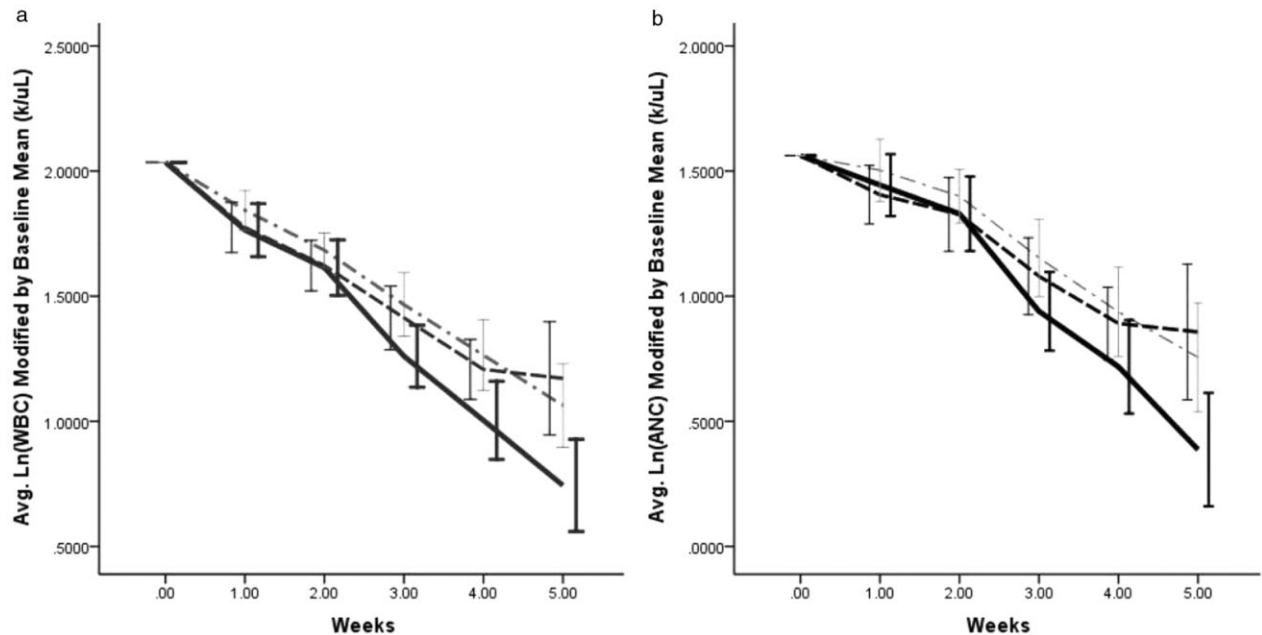 a
Avg. Ln(WBC) Modified by Baseline Mean (k/uL)
2.5000
2.0000
1.5000
1.0000
.5000
.00 1.00 2.00 3.00 4.00 5.00
Weeks
b
Avg. Ln(ANC) Modified by Baseline Mean (k/uL)
2.0000
1.5000
1.0000
.5000
.0000
.00 1.00 2.00 3.00 4.00 5.00
Weeks